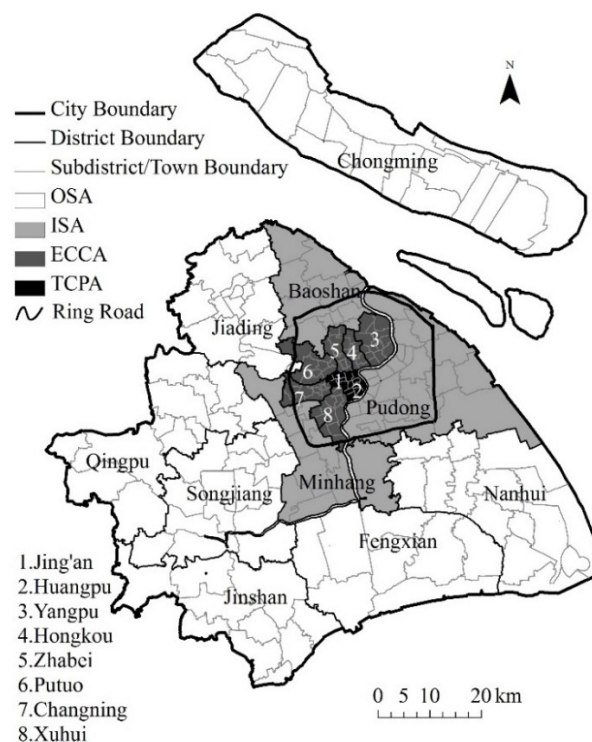 N
City Boundary
District Boundary
Subdistrict/Town Boundary
OSA
ISA
ECCA
TCPA
Ring Road
Chongming
Baoshan
Jiading
3
5 4
6
1
2
7
8
Pudong
Qingpu
Songjiang
Minhang
Nanhui
Fengxian
Jinshan
1.Jing'an
2.Huangpu
3.Yangpu
4.Hongkou
5.Zhabei
6.Putuo
7.Changning
8.Xuhui
0 5 10 20 km